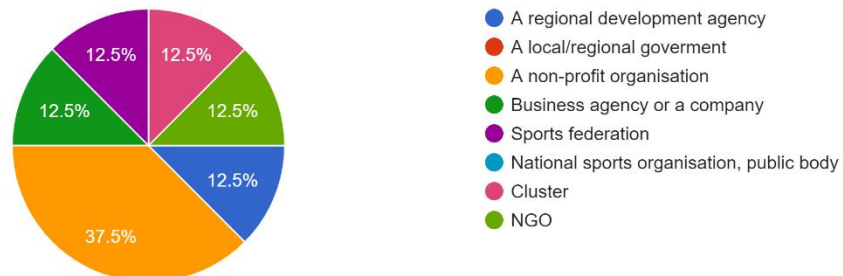 12.5%
12.5%
12.5%
12.5%
12.5%
37.5%
A regional development agency
A local/regional goverment
A non-profit organisation
Business agency or a company
Sports federation
National sports organisation, public body
Cluster
NGO